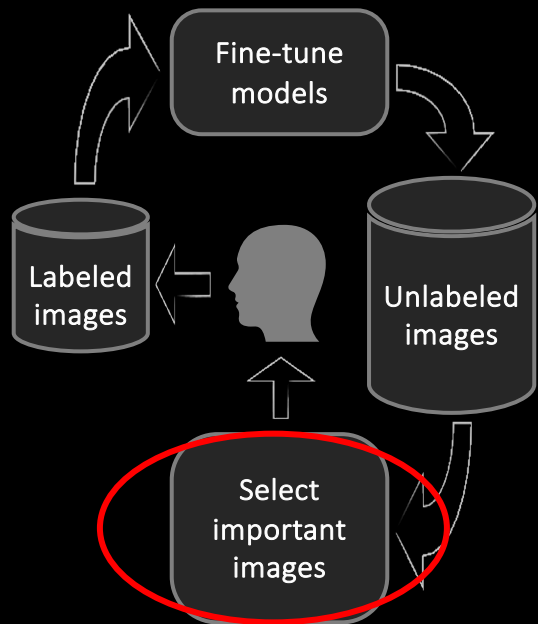 Fine-tune
models
Labeled
images
Unlabeled
images
Select
important
images